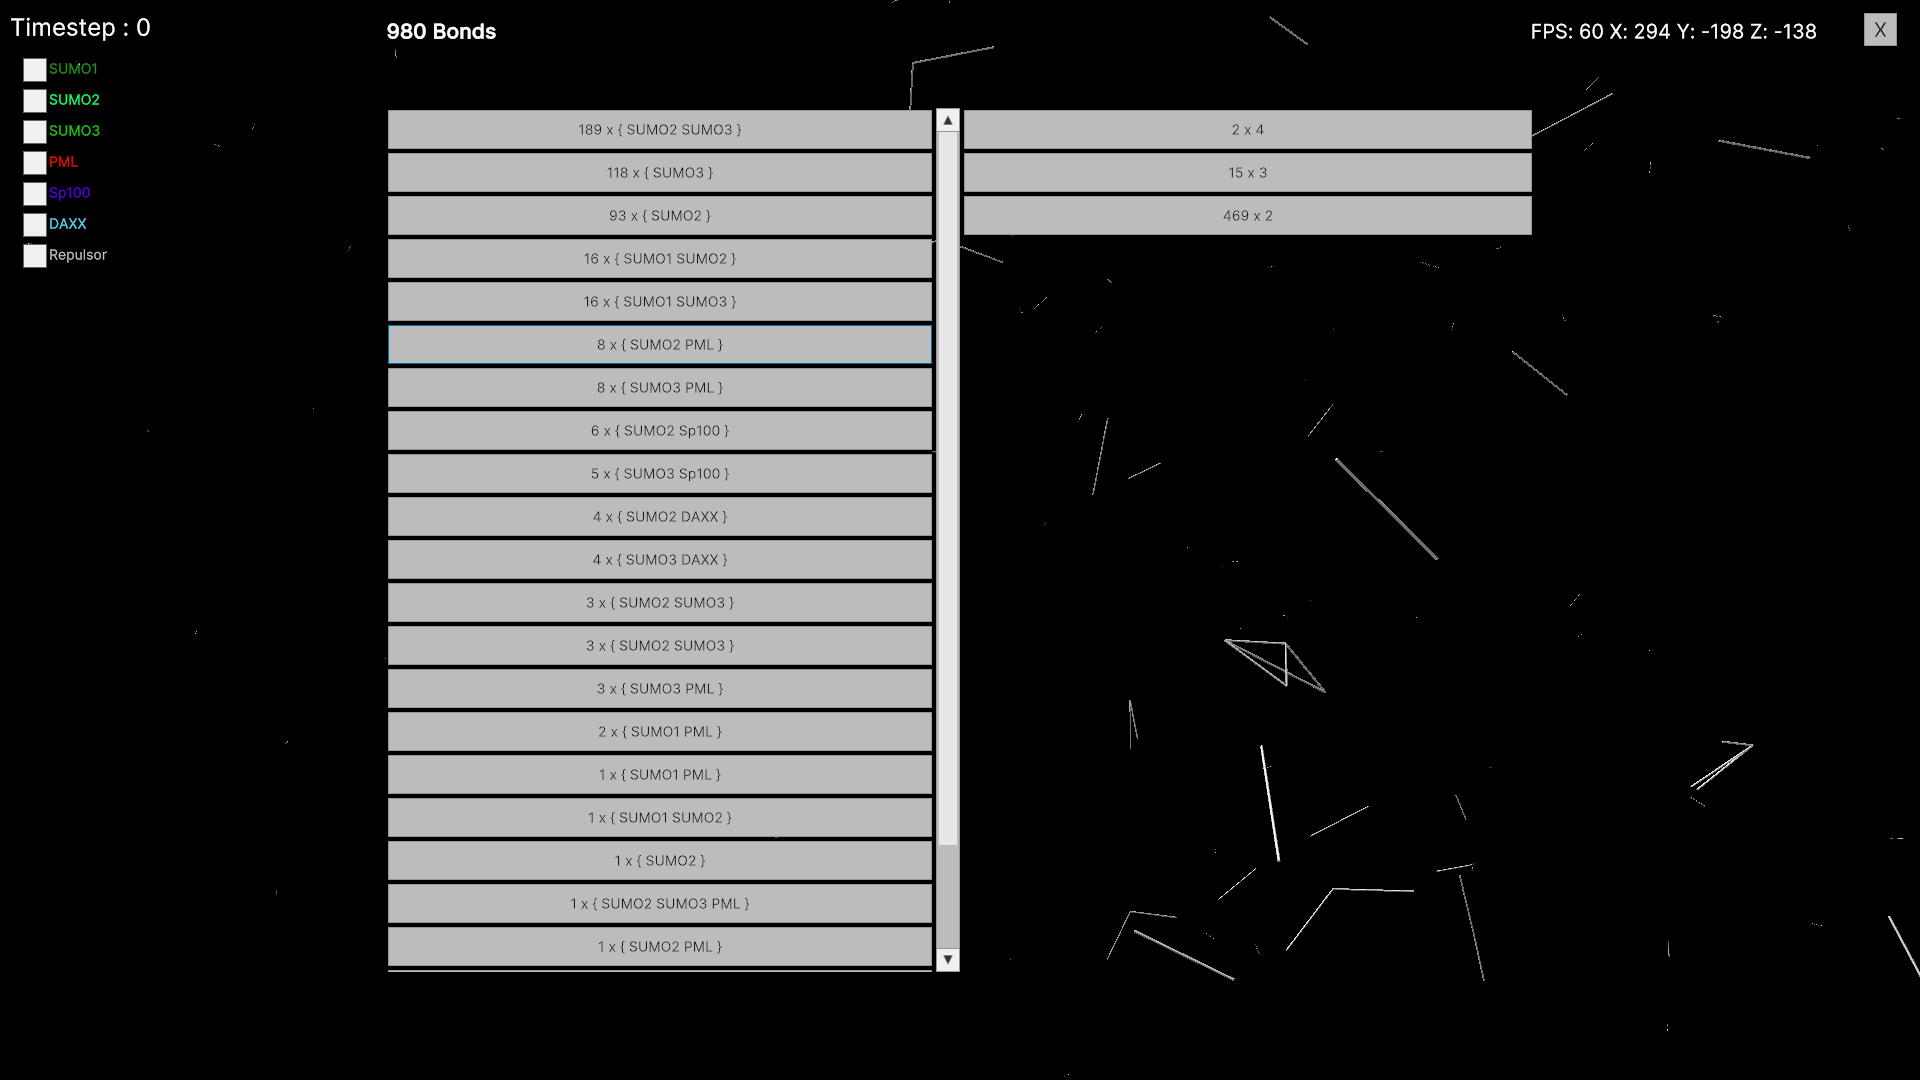 Timestep : 0
980 Bonds
FPS: 60 X: 294 Y: -198 Z: -138
X
SUMO1
SUMO2
SUMO3
PML
Sp100
DAXX
Repulsor
189 x { SUMO2 SUMO3 }
118 x { SUMO3 }
93 x { SUMO2 }
16 x { SUMO1 SUMO2 }
16 x { SUMO1 SUMO3 }
8 x { SUMO2 PML }
8 x { SUMO3 PML }
6 x { SUMO2 Sp100 }
5 x { SUMO3 Sp100 }
4 x { SUMO2 DAXX }
4 x { SUMO3 DAXX }
3 x { SUMO2 SUMO3 }
3 x { SUMO2 SUMO3 }
3 x { SUMO3 PML }
2 x { SUMO1 PML }
1 x { SUMO1 PML }
1 x { SUMO1 SUMO2 }
1 x { SUMO2 }
1 x { SUMO2 SUMO3 PML }
1 x { SUMO2 PML }
2 x 4
15 x 3
469 x 2